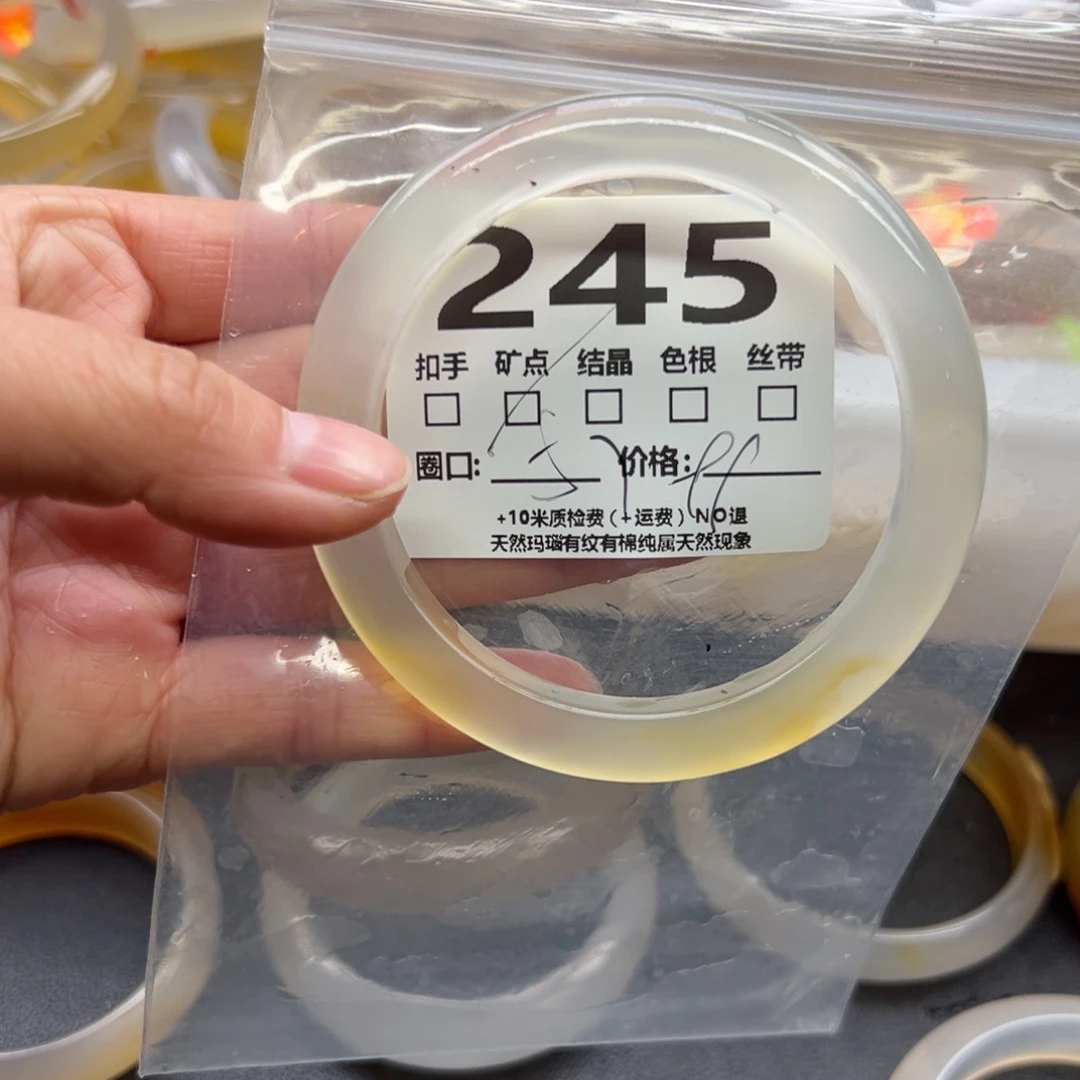 245
扣手 矿点 结晶 色根 丝带
圈口: 价格:
+10米质检费(+运费)NO退
天然玛瑙有纹有棉纯属天然现象